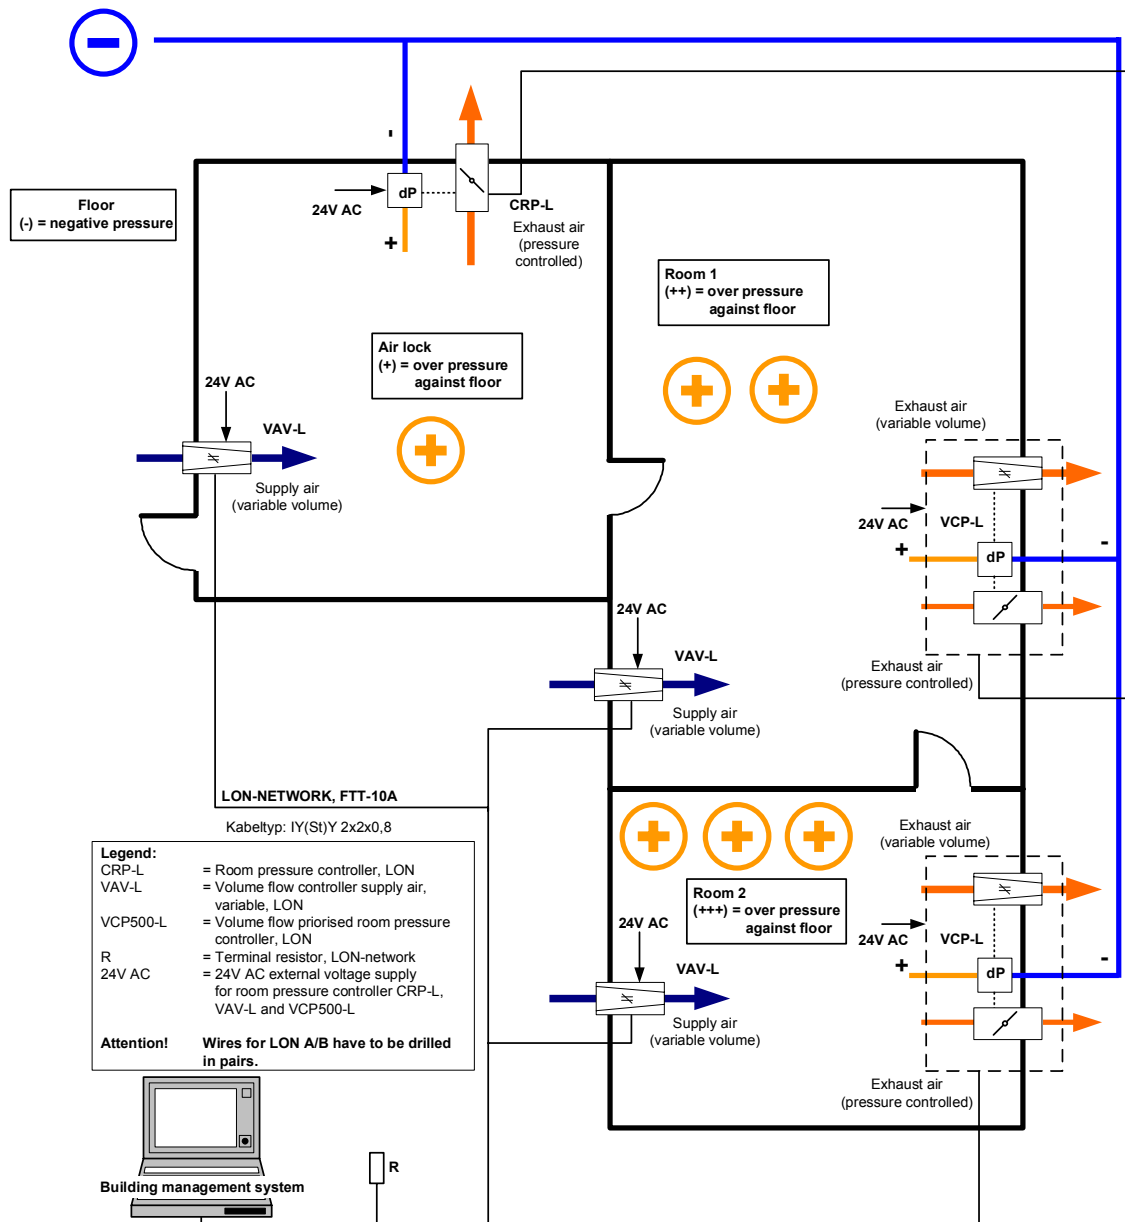 -
dP
24V AC
+
CRP-L
Exhaust air
(pressure
controlled)
Floor
(-) = negative pressure
Room 1
(++) = over pressure
against floor
Air lock
(+) = over pressure
against floor
24V AC
VAV-L
Supply air
(variable volume)
Exhaust air
(variable volume)
24V AC
VCP-L
+
dP
-
Exhaust air
(pressure controlled)
24V AC
VAV-L
Supply air
(variable volume)
LON-NETWORK, FTT-10A
Kabeltyp: IY(St)Y 2x2x0,8
Legend:
CRP-L = Room pressure controller, LON
VAV-L = Volume flow controller supply air,
variable, LON
VCP500-L = Volume flow priorised room pressure
controller, LON
R = Terminal resistor, LON-network
24V AC = 24V AC external voltage supply
for room pressure controller CRP-L,
VAV-L and VCP500-L
Attention! Wires for LON A/B have to be drilled
in pairs.
Room 2
(+++) = over pressure
against floor
Exhaust air
(variable volume)
24V AC
VCP-L
+
dP
-
Exhaust air
(pressure controlled)
24V AC
VAV-L
Supply air
(variable volume)
R
Building management system